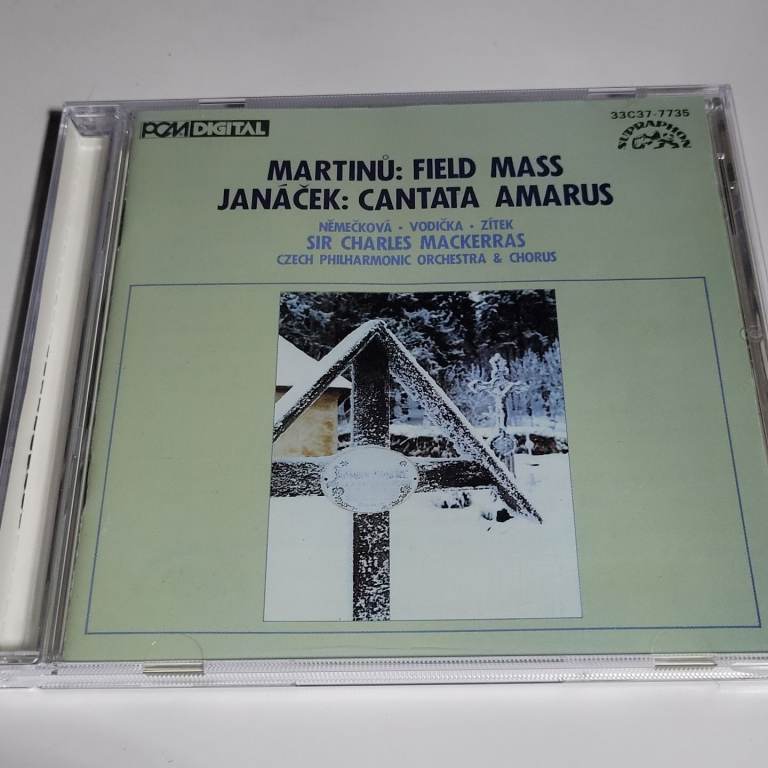 PCM DIGITAL
33C37-7735
SUPRAPHON
MARTINŮ: FIELD MASS
JANÁČEK: CANTATA AMARUS
NĚMEČKOVÁ · VODIČKA · ZÍTEK
SIR CHARLES MACKERRAS
CZECH PHILHARMONIC ORCHESTRA & CHORUS